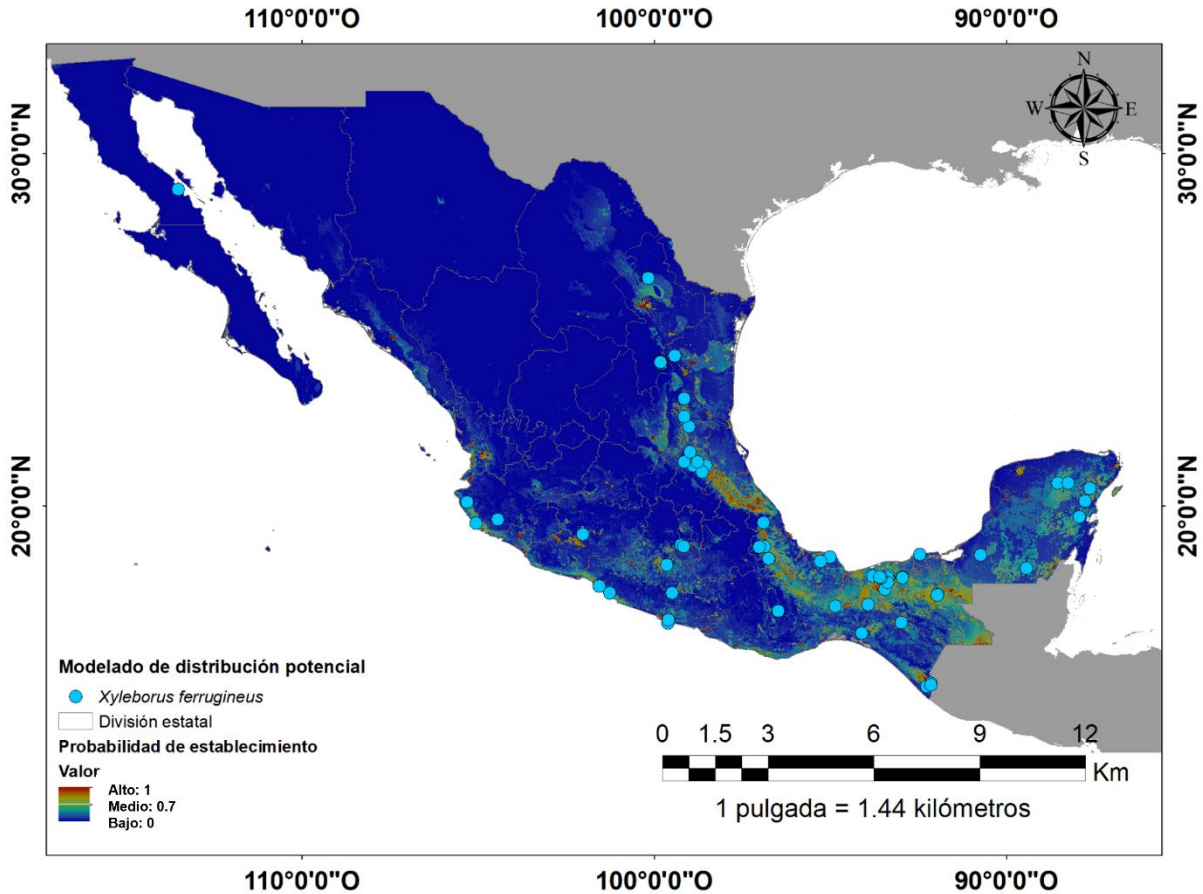 110°0'0"O 100°0'0"O 90°0'0"O
30°0'0"N
30°0'0"N
20°0'0"N
20°0'0"N
N
W E
S
Modelado de distribución potencial
Xyleborus ferrugineus
División estatal
Probabilidad de establecimiento
Valor
Alto: 1
Medio: 0.7
Bajo: 0
0 1.5 3 6 9 12
Km
1 pulgada = 1.44 kilómetros
110°0'0"O 100°0'0"O 90°0'0"O